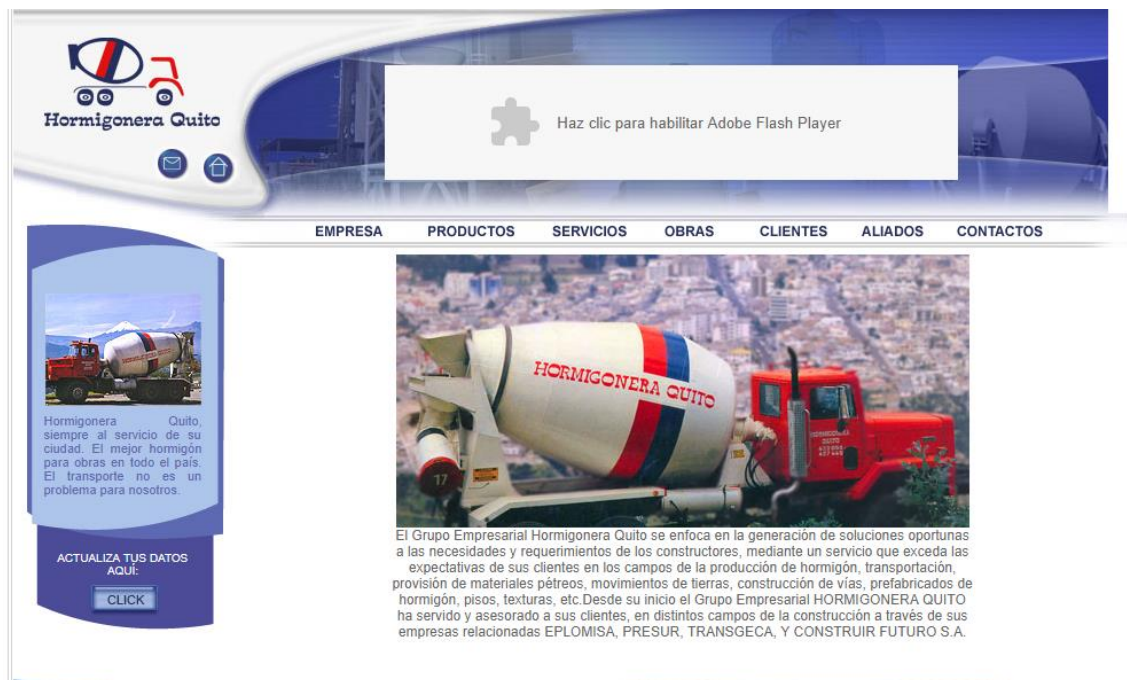 Hormigonera Quito
Haz clic para habilitar Adobe Flash Player
EMPRESA PRODUCTOS SERVICIOS OBRAS CLIENTES ALIADOS CONTACTOS
Hormigonera Quito,
siempre al servicio de su
ciudad. El mejor hormigón
para obras en todo el país.
El transporte no es un
problema para nosotros.
ACTUALIZA TUS DATOS
AQUÍ:
CLICK
HORMIGONERA QUITO
17
El Grupo Empresarial Hormigonera Quito se enfoca en la generación de soluciones oportunas
a las necesidades y requerimientos de los constructores, mediante un servicio que exceda las
expectativas de sus clientes en los campos de la producción de hormigón, transportación,
provisión de materiales pétreos, movimientos de tierras, construcción de vías, prefabricados de
hormigón, pisos, texturas, etc.Desde su inicio el Grupo Empresarial HORMIGONERA QUITO
ha servido y asesorado a sus clientes, en distintos campos de la construcción a través de sus
empresas relacionadas EPLOMISA, PRESUR, TRANSGECA, Y CONSTRUIR FUTURO S.A.